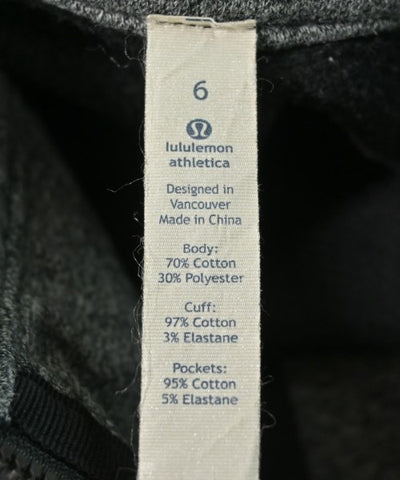 6
lululemon
athletica
Designed in
Vancouver
Made in China
Body:
70% Cotton
30% Polyester
Cuff:
97% Cotton
3% Elastane
Pockets:
95% Cotton
5% Elastane